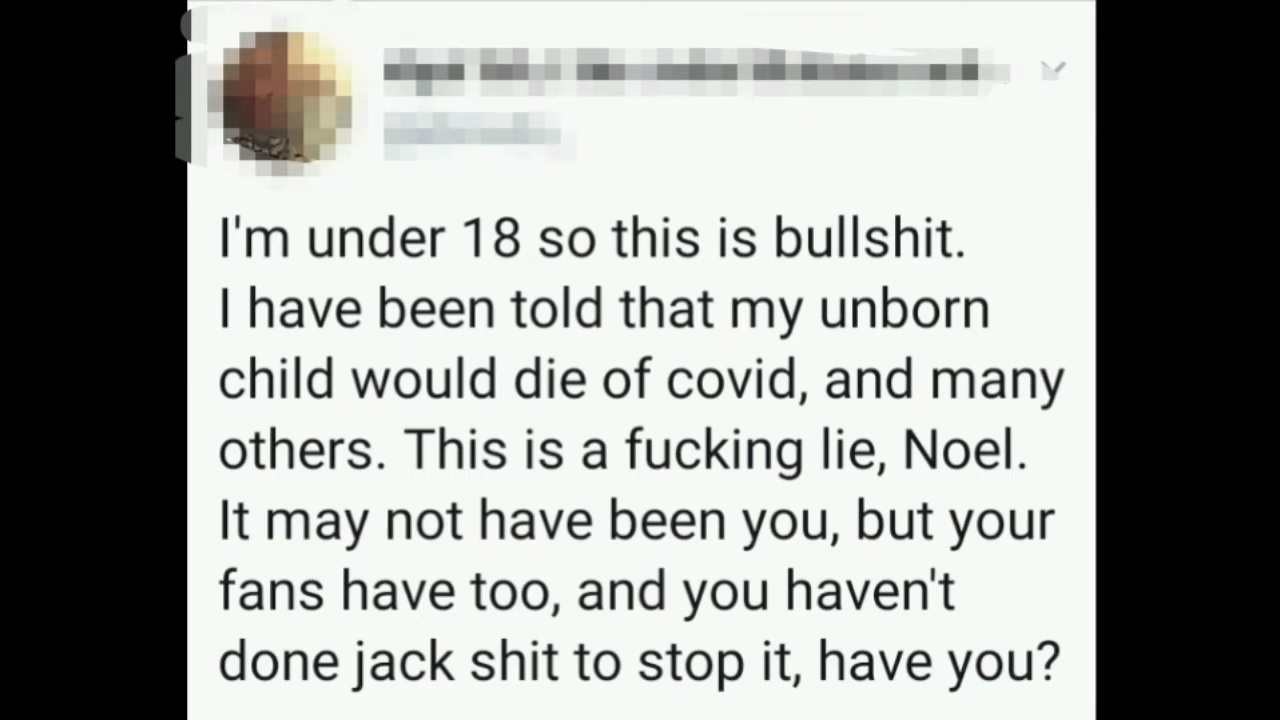 I'm under 18 so this is bullshit.
I have been told that my unborn
child would die of covid, and many
others. This is a fucking lie, Noel.
It may not have been you, but your
fans have too, and you haven't
done jack shit to stop it, have you?